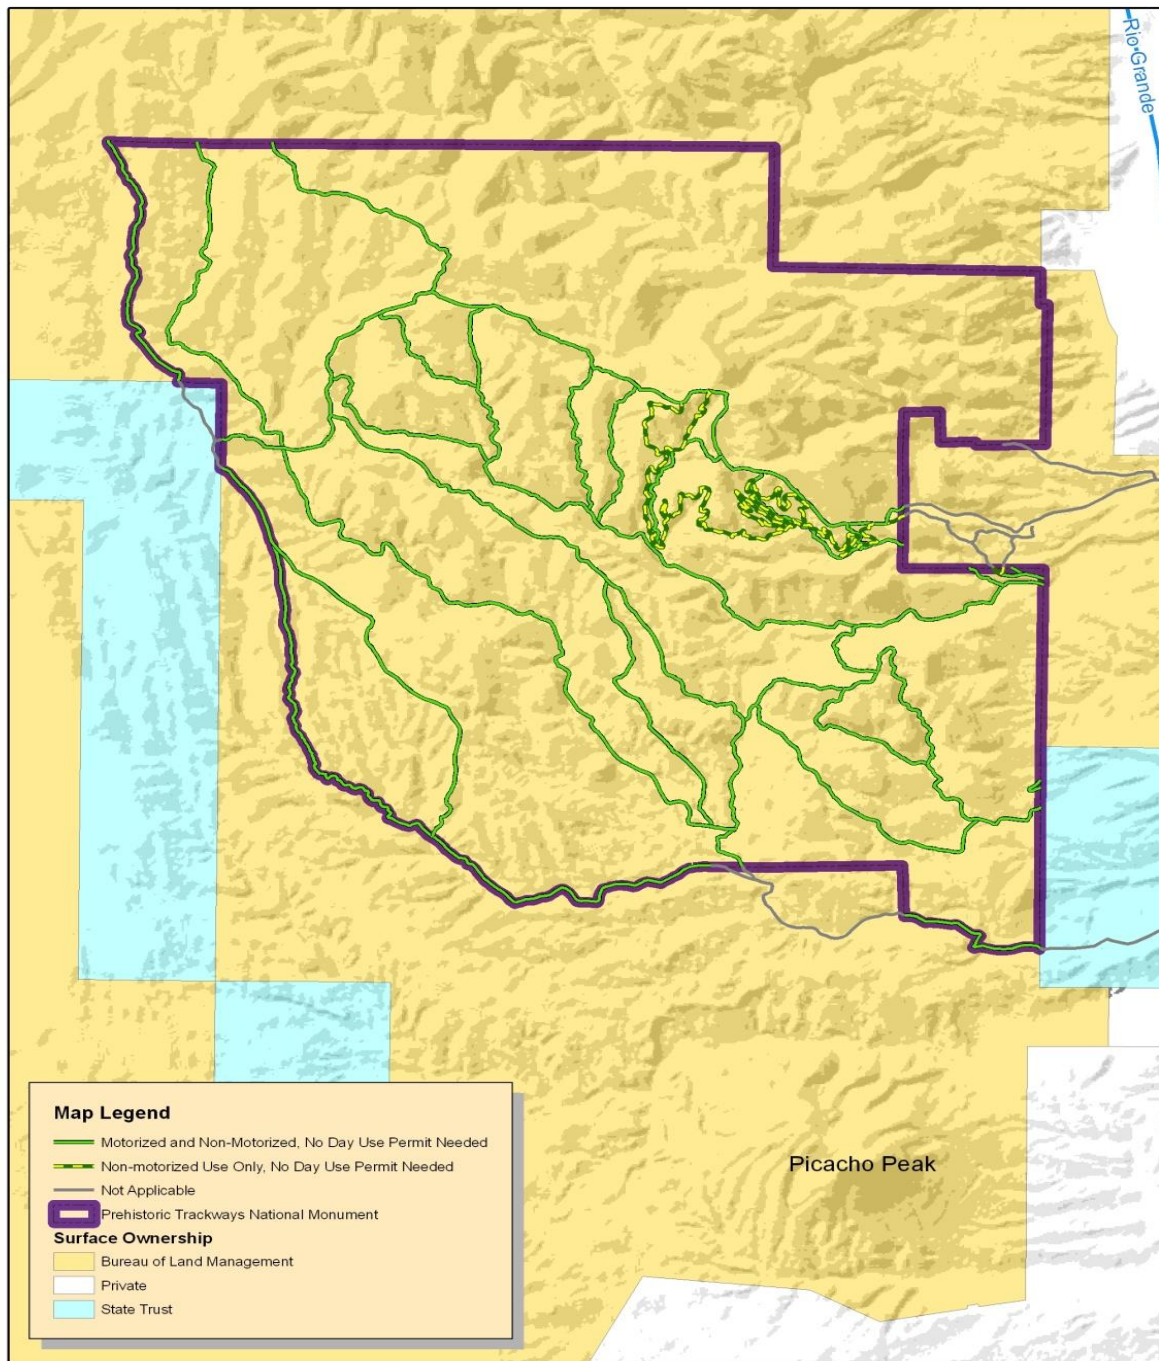 Rio Grande
Picacho Peak
Map Legend
Motorized and Non-Motorized, No Day Use Permit Needed
Non-motorized Use Only, No Day Use Permit Needed
Not Applicable
Prehistoric Trackways National Monument
Surface Ownership
Bureau of Land Management
Private
State Trust